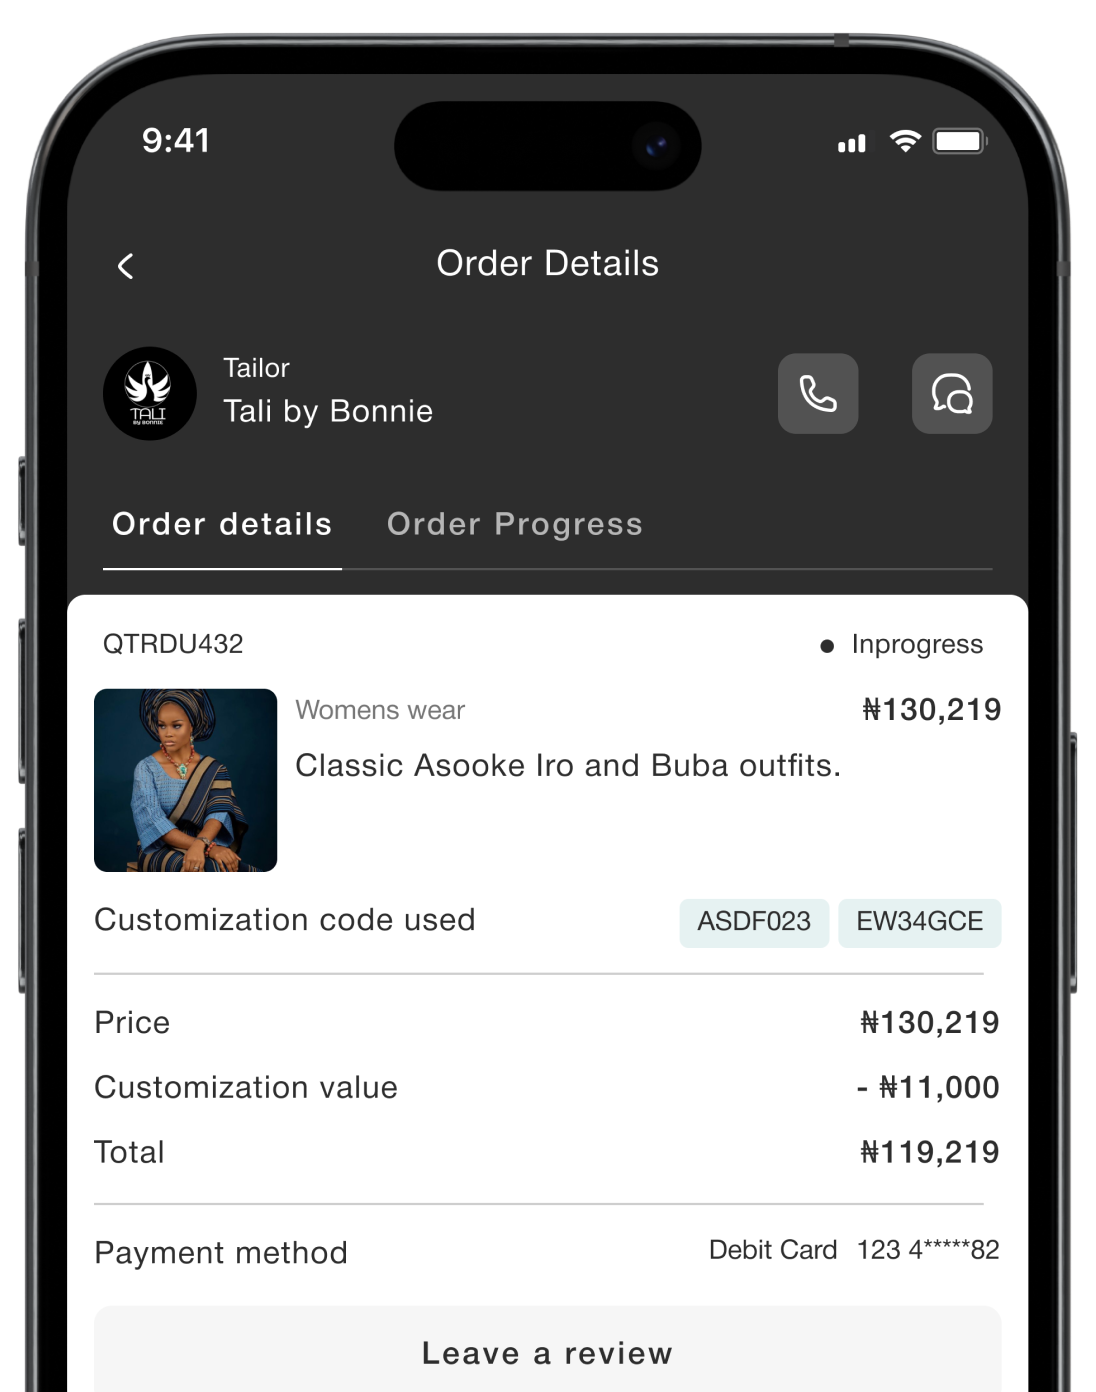 9:41
Order Details
TALI
BY BONNIE
Tailor
Tali by Bonnie
Order details Order Progress
QTRDU432 Inprogress
Womens wear ₦130,219
Classic Asooke Iro and Buba outfits.
Customization code used ASDF023 EW34GCE
Price ₦130,219
Customization value - ₦11,000
Total ₦119,219
Payment method Debit Card 123 4*****82
Leave a review